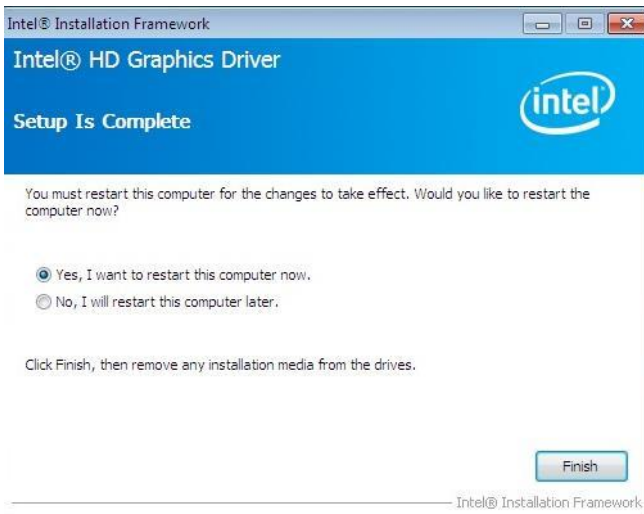 Intel® Installation Framework
Intel® HD Graphics Driver
intel
Setup Is Complete
You must restart this computer for the changes to take effect. Would you like to restart the
computer now?
Yes, I want to restart this computer now.
No, I will restart this computer later.
Click Finish, then remove any installation media from the drives.
Finish
Intel® Installation Framework